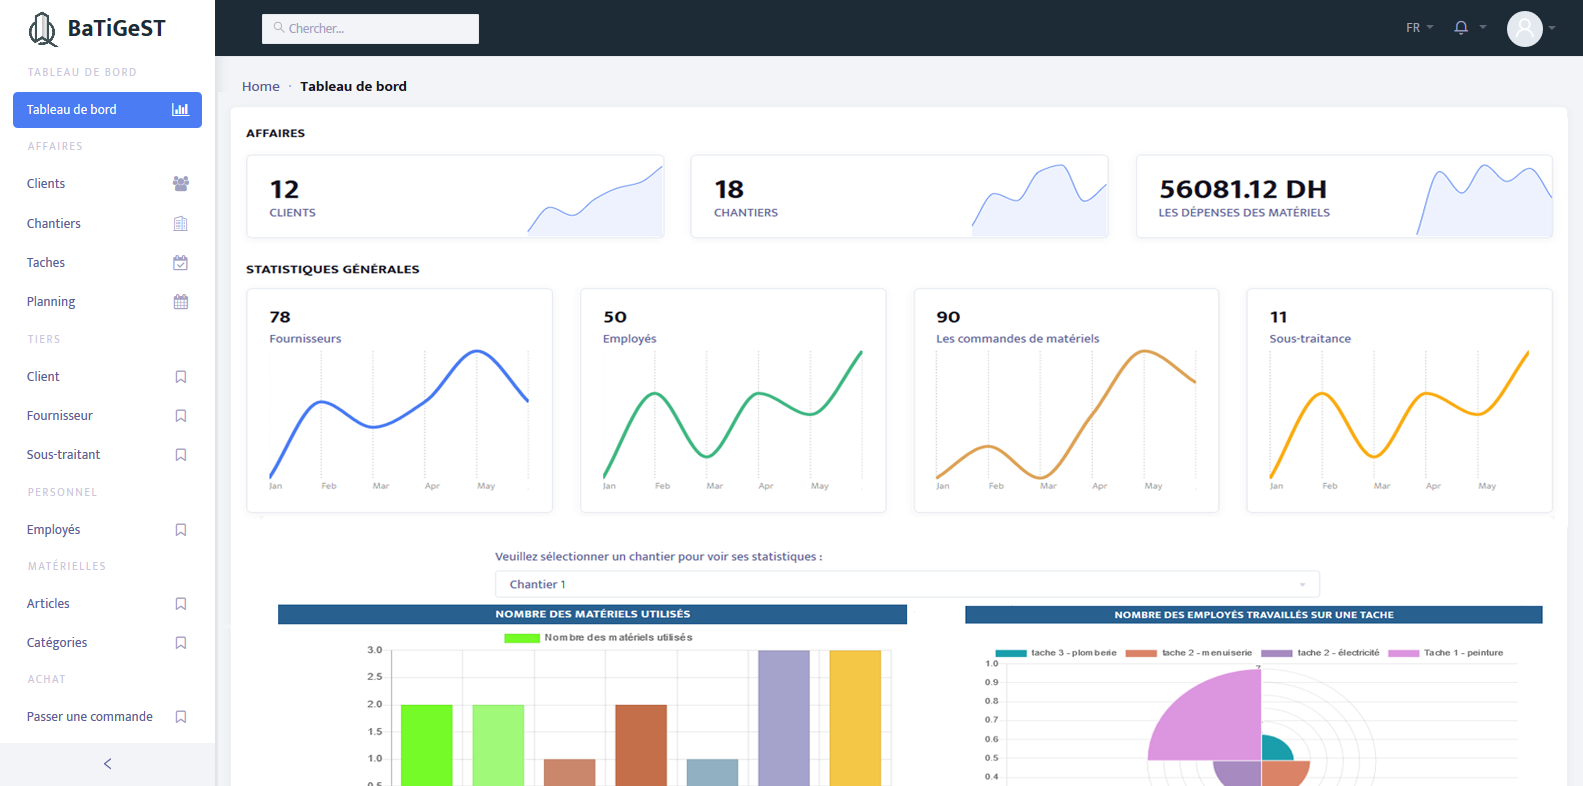 BaTiGeST
Chercher...
FR
TABLEAU DE BORD
Tableau de bord
AFFAIRES
Clients
Chantiers
Taches
Planning
TIERS
Client
Fournisseur
Sous-traitant
PERSONNEL
Employés
MATÉRIELLES
Articles
Catégories
ACHAT
Passer une commande
Home · Tableau de bord
AFFAIRES
12
CLIENTS
18
CHANTIERS
56081.12 DH
LES DÉPENSES DES MATÉRIELS
STATISTIQUES GÉNÉRALES
78
Fournisseurs
Jan Feb Mar Apr May .
50
Employés
Jan Feb Mar Apr May .
90
Les commandes de matériels
Jan Feb Mar Apr May .
11
Sous-traitance
Jan Feb Mar Apr May
Veuillez sélectionner un chantier pour voir ses statistiques :
Chantier 1
NOMBRE DES MATÉRIELS UTILISÉS
Nombre des matériels utilisés
3.0
2.5
2.0
1.5
1.0
0.5
NOMBRE DES EMPLOYÉS TRAVAILLÉS SUR UNE TACHE
tache 3 - plomberie tache 2 - menuiserie tache 2 - électricité Tache 1 - peinture
1.0
0.9
0.8
0.7
0.6
0.5
0.4
7